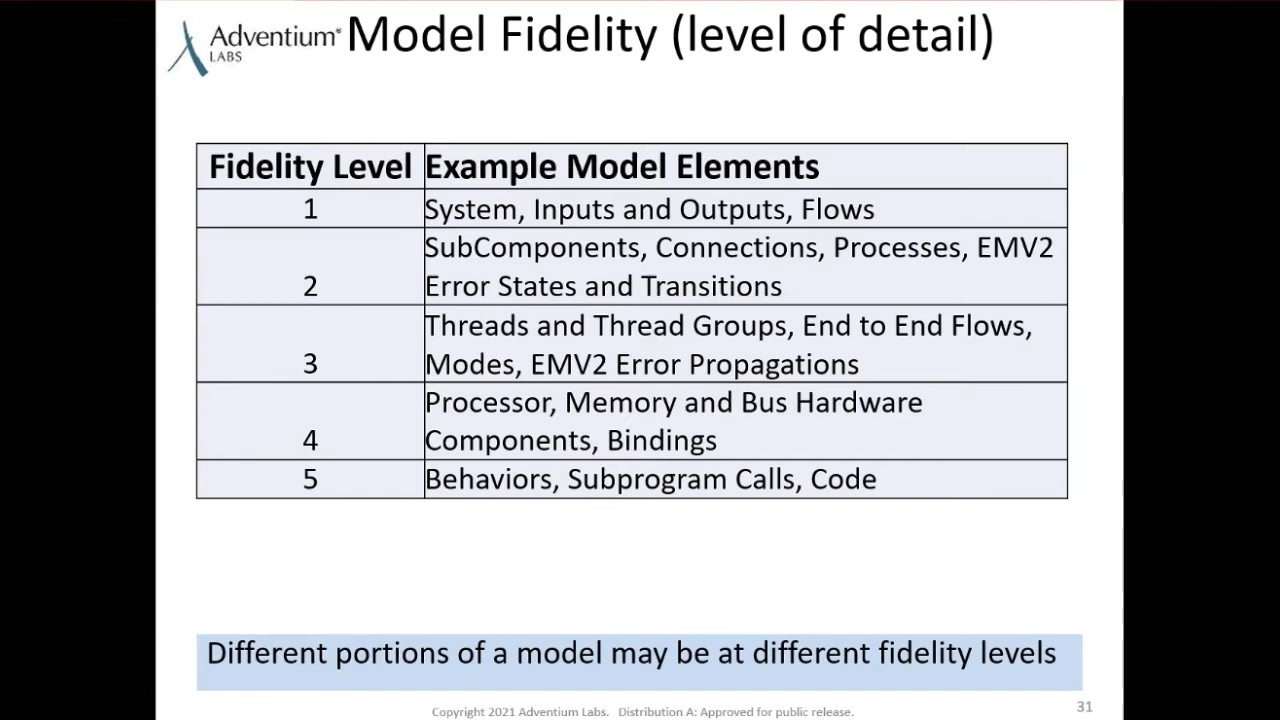 Adventium®
LABS
Model Fidelity (level of detail)
Fidelity Level Example Model Elements
1 System, Inputs and Outputs, Flows
SubComponents, Connections, Processes, EMV2
2 Error States and Transitions
Threads and Thread Groups, End to End Flows,
3 Modes, EMV2 Error Propagations
Processor, Memory and Bus Hardware
4 Components, Bindings
5 Behaviors, Subprogram Calls, Code
Different portions of a model may be at different fidelity levels
Copyright 2021 Adventium Labs. Distribution A: Approved for public release.
31